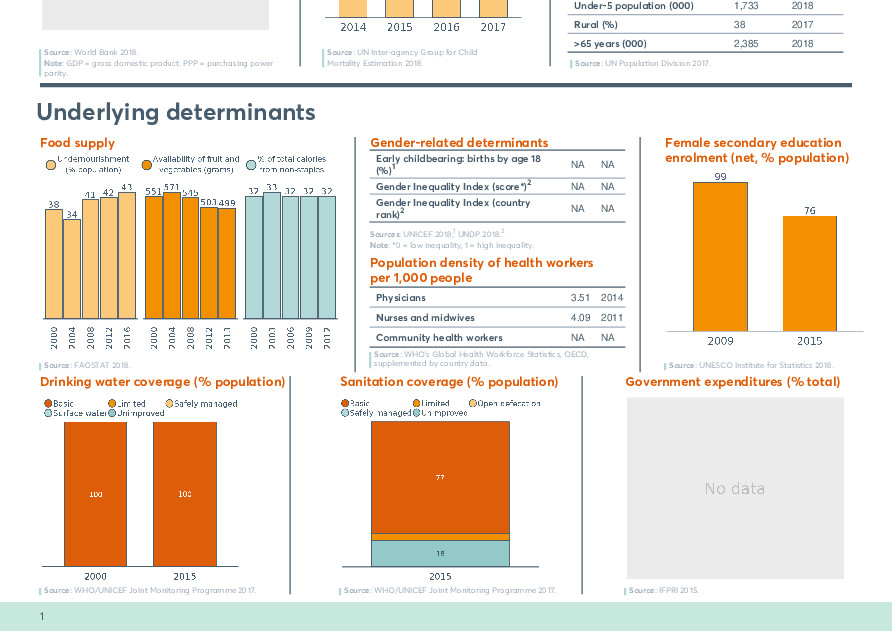 2014 2015 2016 2017
Under-5 population (000) 1,733 2018
Rural (%) 38 2017
>65 years (000) 2,385 2018
Source: World Bank 2018.
Note: GDP = gross domestic product. PPP = purchasing power
parity.
Source: UN Inter-agency Group for Child
Mortality Estimation 2018.
Source: UN Population Division 2017.
Underlying determinants
Food supply
Undernourishment
(% population)
Availability of fruit and
vegetables (grams)
% of total calories
from non-staples
38 34 41 42 43
551 571 545 503 499
32 33 32 32 32
2000 2004 2008 2012 2016
2000 2004 2008 2012
2000 2003 2006 2009 2012
Source: FAOSTAT 2018.
Gender-related determinants
Early childbearing: births by age 18
(%)1 NA NA
Gender Inequality Index (score*)2 NA NA
Gender Inequality Index (country
rank)2 NA NA
Sources: UNICEF 2018,1 UNDP 2018.2
Note: *0 = low inequality, 1 = high inequality.
Population density of health workers
per 1,000 people
Physicians 3.51 2014
Nurses and midwives 4.09 2011
Community health workers NA NA
Source: WHO's Global Health Workforce Statistics, OECD,
supplemented by country data.
Female secondary education
enrolment (net, % population)
99
76
2009 2015
Source: UNESCO Institute for Statistics 2018.
Drinking water coverage (% population)
Basic Limited Safely managed
Surface water Unimproved
100 100
2000 2015
Source: WHO/UNICEF Joint Monitoring Programme 2017.
Sanitation coverage (% population)
Basic Limited Open defecation
Safely managed Unimproved
77
18
2015
Source: WHO/UNICEF Joint Monitoring Programme 2017.
Government expenditures (% total)
No data
Source: IFPRI 2015.
1